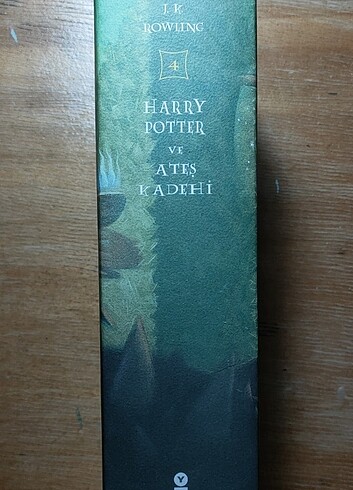 J.K.
ROWLING
4
HARRY
POTTER
VE
ATEŞ
KADEHİ
Y